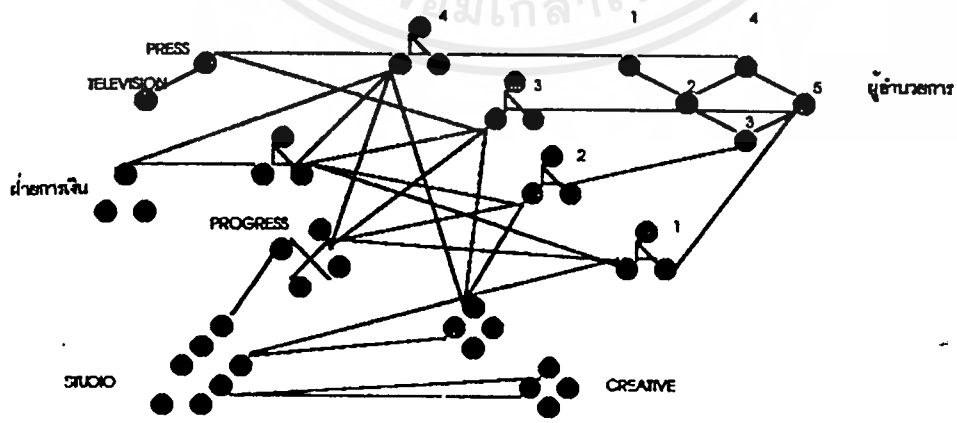 4 1 4
PRESS
TELEVISION
3 2 5
ผู้อำนวยการ
3
2
ฝ่ายการเงิน
PROGRESS
1
STUDIO
CREATIVE